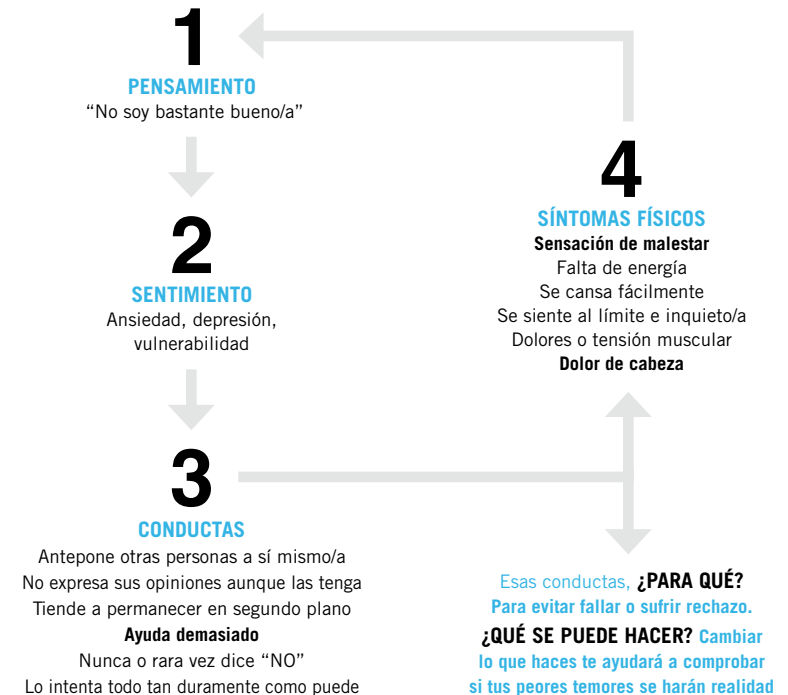 1
PENSAMIENTO
“No soy bastante bueno/a”
2
SENTIMIENTO
Ansiedad, depresión,
vulnerabilidad
3
CONDUCTAS
Antepone otras personas a sí mismo/a
No expresa sus opiniones aunque las tenga
Tiende a permanecer en segundo plano
Ayuda demasiado
Nunca o rara vez dice “NO”
Lo intenta todo tan duramente como puede
4
SÍNTOMAS FÍSICOS
Sensación de malestar
Falta de energía
Se cansa fácilmente
Se siente al límite e inquieto/a
Dolores o tensión muscular
Dolor de cabeza
Esas conductas, ¿PARA QUÉ?
Para evitar fallar o sufrir rechazo.
¿QUÉ SE PUEDE HACER? Cambiar
lo que haces te ayudará a comprobar
si tus peores temores se harán realidad